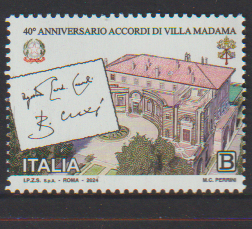 40° ANNIVERSARIO ACCORDI DI VILLA MADAMA
ITALIA
B
I.P.Z.S. S.p.A. - ROMA - 2024
M.C. PERRINI